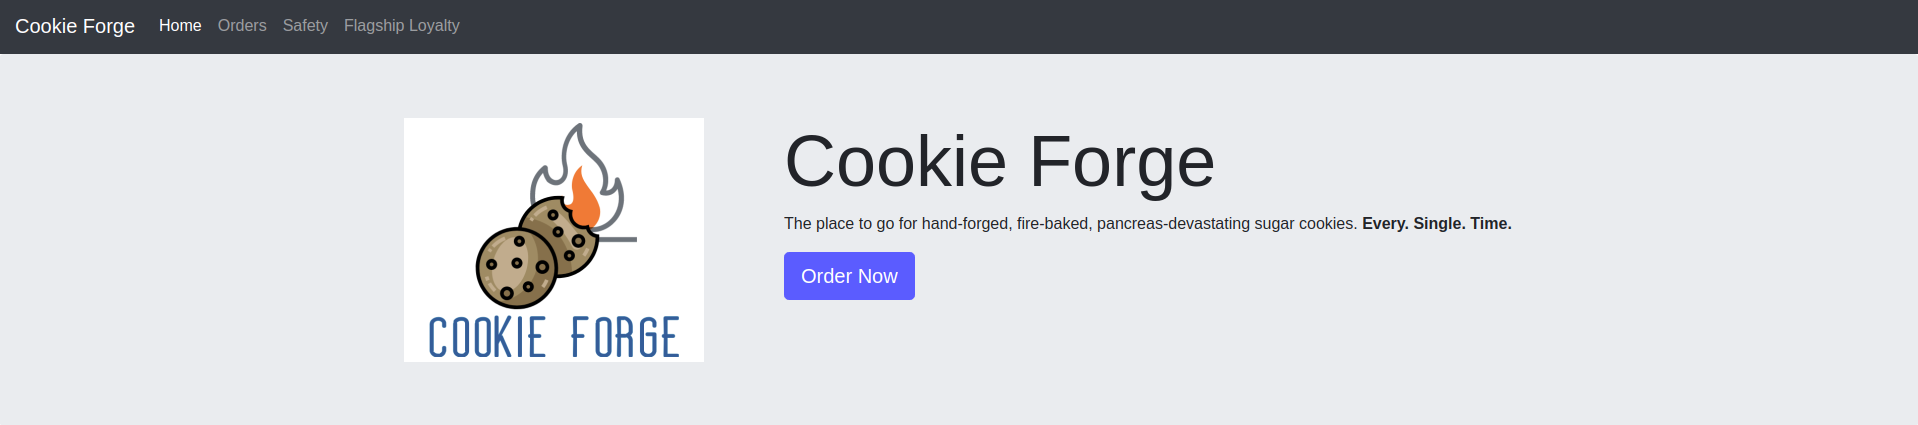 Cookie Forge Home Orders Safety Flagship Loyalty
COOKIE FORGE
Cookie Forge
The place to go for hand-forged, fire-baked, pancreas-devastating sugar cookies. Every. Single. Time.
Order Now